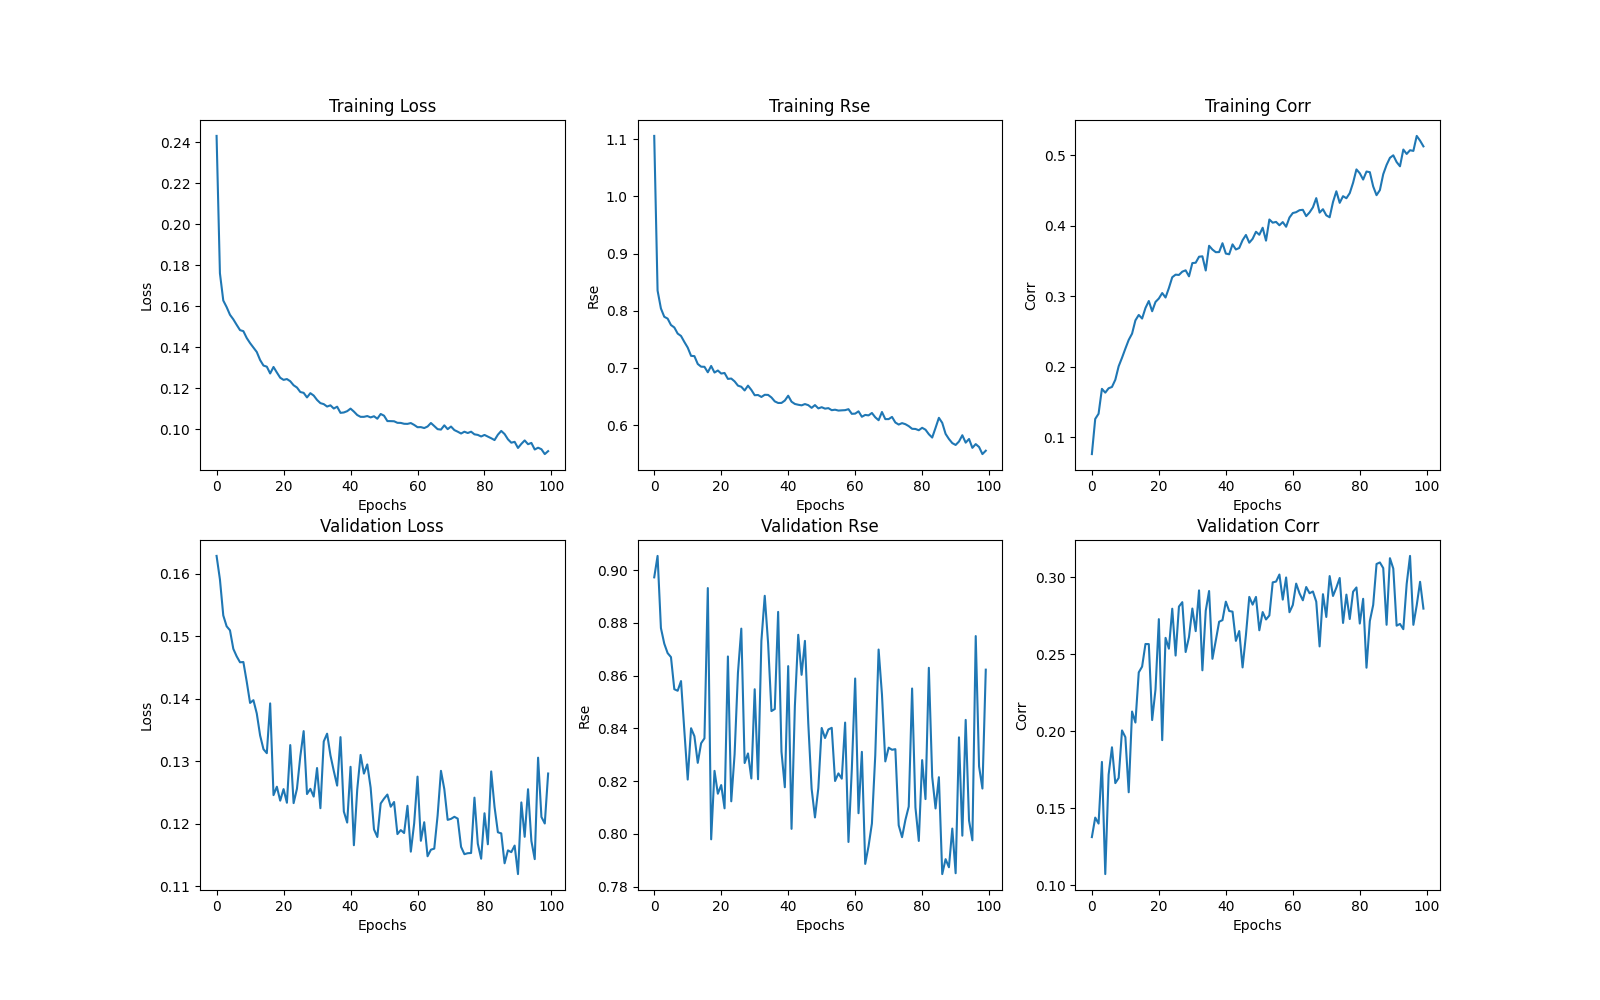 Training Loss
Loss
0.24
0.22
0.20
0.18
0.16
0.14
0.12
0.10
0 20 40 60 80 100
Epochs
Training Rse
Rse
1.1
1.0
0.9
0.8
0.7
0.6
0 20 40 60 80 100
Epochs
Training Corr
Corr
0.5
0.4
0.3
0.2
0.1
0 20 40 60 80 100
Epochs
Validation Loss
Loss
0.16
0.15
0.14
0.13
0.12
0.11
0 20 40 60 80 100
Epochs
Validation Rse
Rse
0.90
0.88
0.86
0.84
0.82
0.80
0.78
0 20 40 60 80 100
Epochs
Validation Corr
Corr
0.30
0.25
0.20
0.15
0.10
0 20 40 60 80 100
Epochs